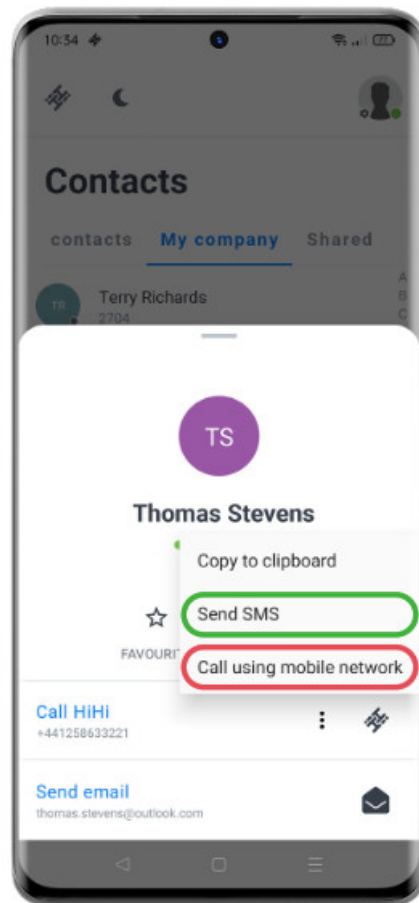 10:34
Contacts
contacts My company Shared
TR Terry Richards
2704
A
B
C
TS
Thomas Stevens
Copy to clipboard
Send SMS
FAVOURI
Call using mobile network
Call HiHi
+441258633221
Send email
thomas.stevens@outlook.com